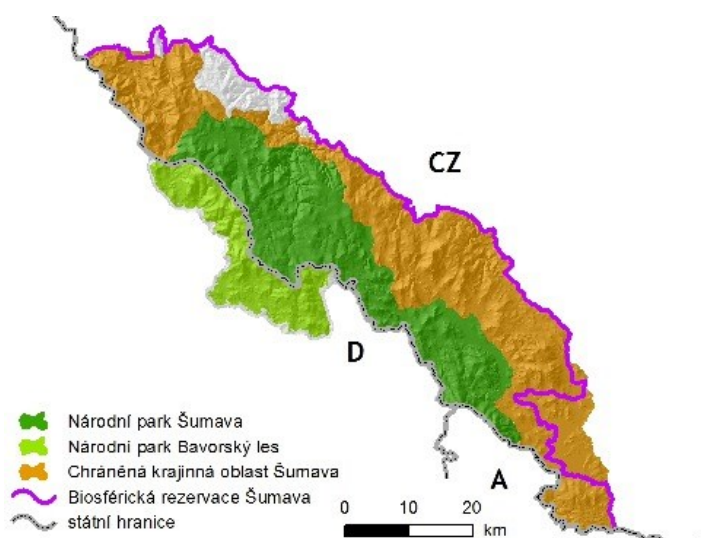 CZ
D
A
Národní park Šumava
Národní park Bavorský les
Chráněná krajinná oblast Šumava
Biosférická rezervace Šumava
státní hranice
0 10 20
km